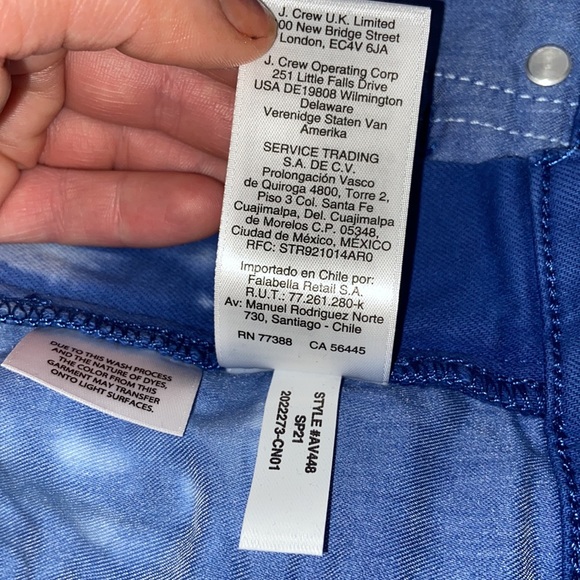 J. Crew U.K. Limited
00 New Bridge Street
London, EC4V 6JA
J. Crew Operating Corp
251 Little Falls Drive
USA DE19808 Wilmington
Delaware
Verenidge Staten Van
Amerika
SERVICE TRADING
S.A. DE C.V.
Prolongación Vasco
de Quiroga 4800, Torre 2,
Piso 3 Col. Santa Fe
Cuajimalpa, Del. Cuajimalpa
de Morelos C.P. 05348,
Ciudad de México, MÉXICO
RFC: STR921014AR0
Importado en Chile por:
Falabella Retail S.A.
R.U.T.: 77.261.280-k
Av: Manuel Rodriguez Norte
730, Santiago - Chile
RN 77388 CA 56445
DUE TO THIS WASH PROCESS
AND THE NATURE OF DYES,
THE COLOR FROM THIS
GARMENT MAY TRANSFER
ONTO LIGHT SURFACES.
STYLE #AV448
SP21
2022273-CN01